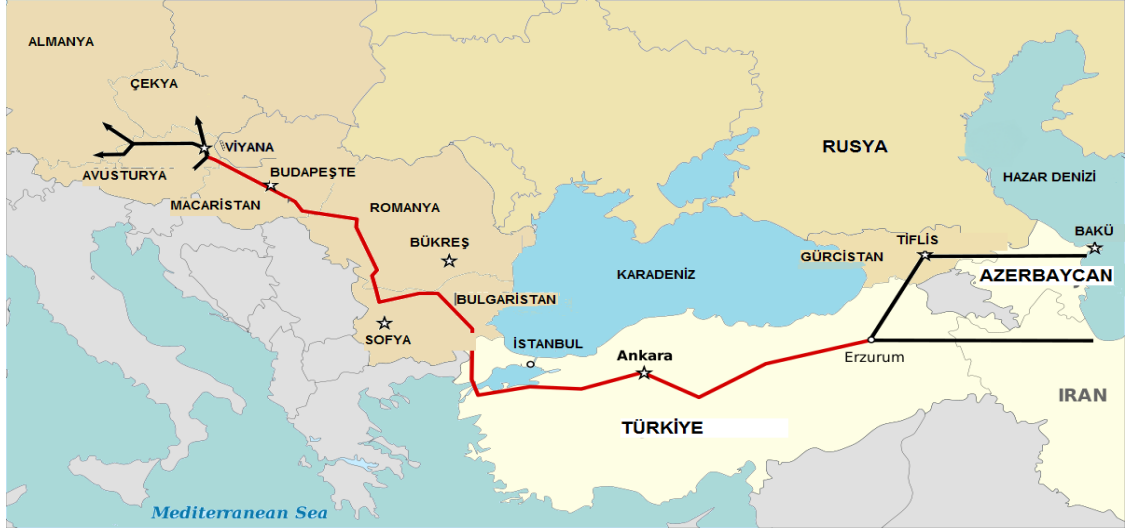 ALMANYA
ÇEKYA
VİYANA
AVUSTURYA
BUDAPEŞTE
MACARİSTAN
ROMANYA
BÜKREŞ
BULGARİSTAN
SOFYA
İSTANBUL
Ankara
TÜRKİYE
KARADENİZ
RUSYA
HAZAR DENİZİ
GÜRCİSTAN
TİFLİS
BAKÜ
AZERBAYCAN
Erzurum
IRAN
Mediterranean Sea